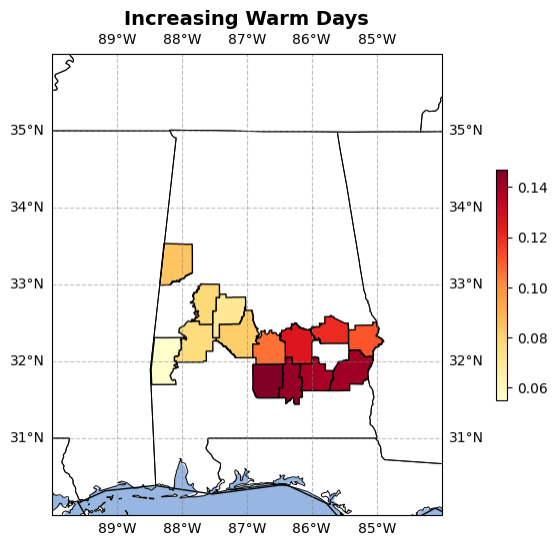 Increasing Warm Days
89°W 88°W 87°W 86°W 85°W
35°N 35°N
34°N 34°N
33°N 33°N
32°N 32°N
31°N 31°N
89°W 88°W 87°W 86°W 85°W
0.14
0.12
0.10
0.08
0.06